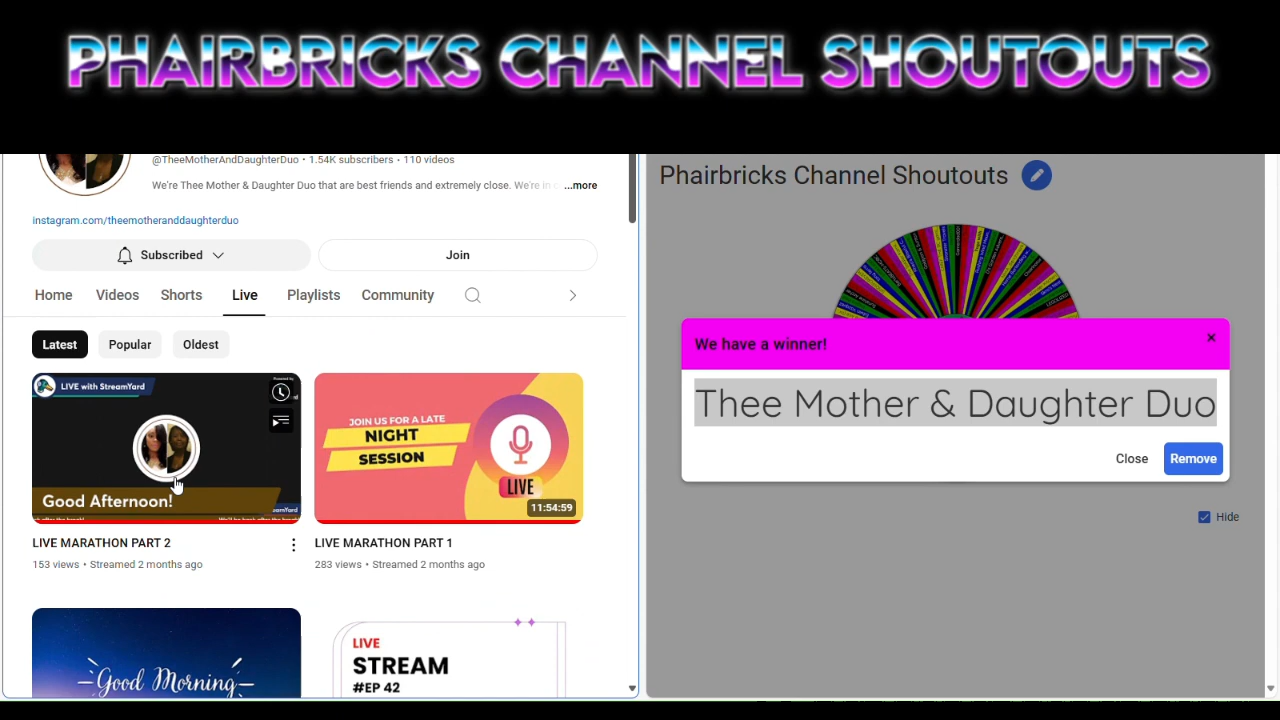 PHAIRBRICKS CHANNEL SHOUTOUTS
@TheeMotherAndDaughterDuo • 1.54K subscribers • 110 videos
We're Thee Mother & Daughter Duo that are best friends and extremely close. We're in ...more
instagram.com/theemotheranddaughterduo
Subscribed
Join
Home
Videos
Shorts
Live
Playlists
Community
Latest
Popular
Oldest
LIVE with StreamYard
Good Afternoon!
JOIN US FOR A LATE
NIGHT
SESSION
LIVE
11:54:59
LIVE MARATHON PART 2
153 views • Streamed 2 months ago
LIVE MARATHON PART 1
283 views • Streamed 2 months ago
Good Morning
LIVE
STREAM
#EP 42
Phairbricks Channel Shoutouts
We have a winner!
×
Thee Mother & Daughter Duo
Close
Remove
Hide